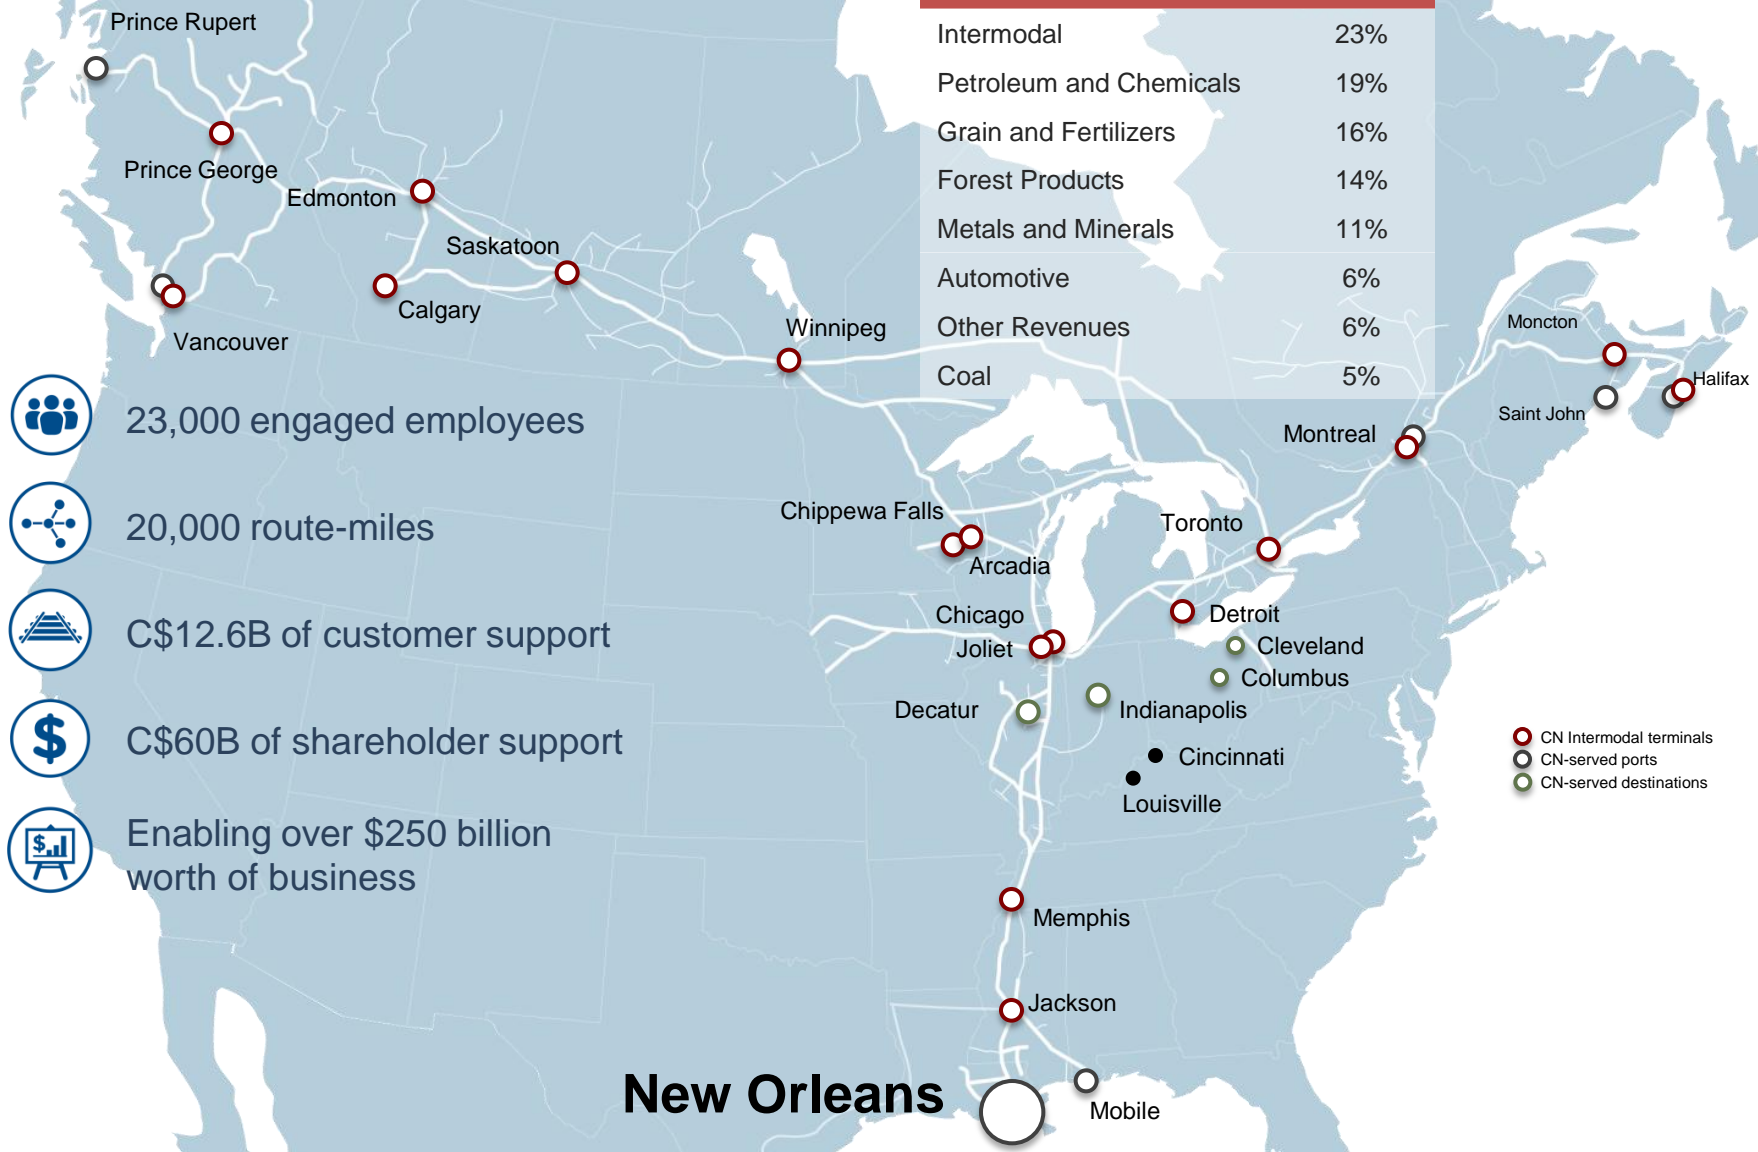 Prince Rupert
Intermodal 23%
Petroleum and Chemicals 19%
Grain and Fertilizers 16%
Forest Products 14%
Metals and Minerals 11%
Automotive 6%
Other Revenues 6%
Coal 5%
Prince George
Edmonton
Saskatoon
Calgary
Vancouver
Winnipeg
Moncton
Halifax
Saint John
Montreal
23,000 engaged employees
20,000 route-miles
C$12.6B of customer support
C$60B of shareholder support
Enabling over $250 billion
worth of business
Chippewa Falls
Arcadia
Toronto
Chicago
Joliet
Detroit
Cleveland
Columbus
Decatur
Indianapolis
Cincinnati
Louisville
CN Intermodal terminals
CN-served ports
CN-served destinations
Memphis
Jackson
New Orleans
Mobile